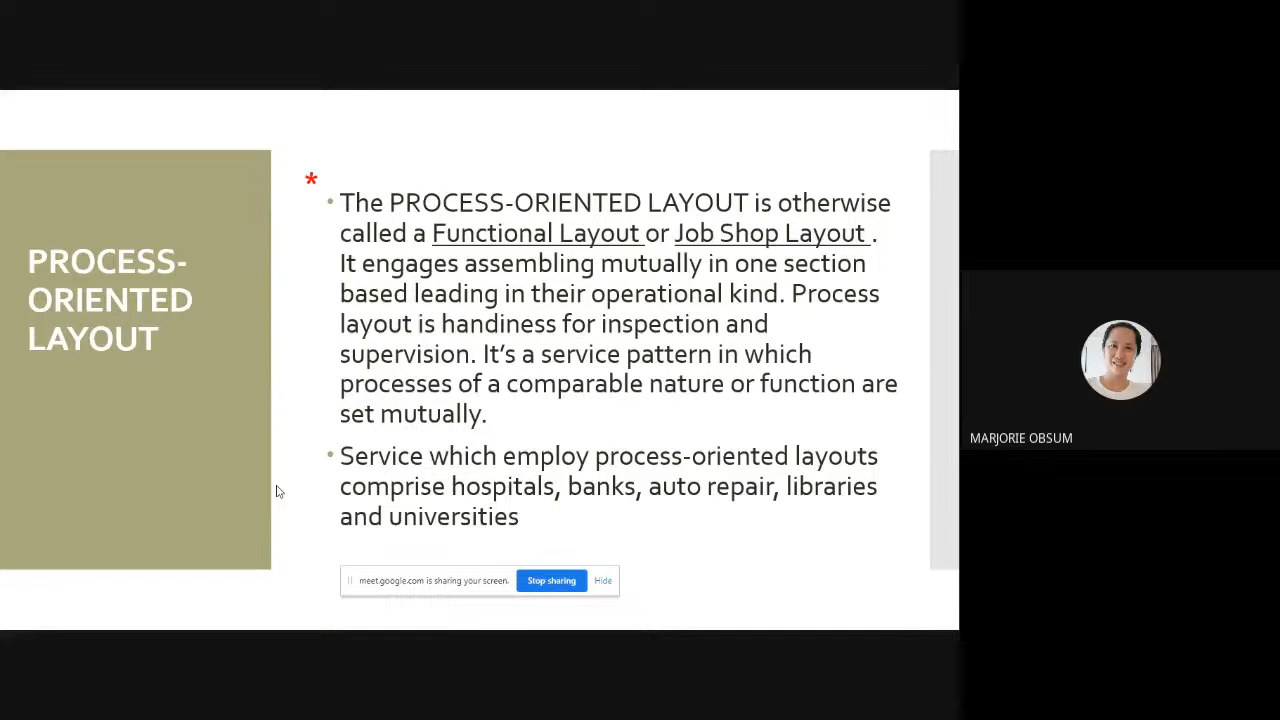 PROCESS-
ORIENTED
LAYOUT
*
• The PROCESS-ORIENTED LAYOUT is otherwise
called a Functional Layout or Job Shop Layout .
It engages assembling mutually in one section
based leading in their operational kind. Process
layout is handiness for inspection and
supervision. It’s a service pattern in which
processes of a comparable nature or function are
set mutually.
• Service which employ process-oriented layouts
comprise hospitals, banks, auto repair, libraries
and universities
meet.google.com is sharing your screen. Stop sharing Hide
MARJORIE OBSUM